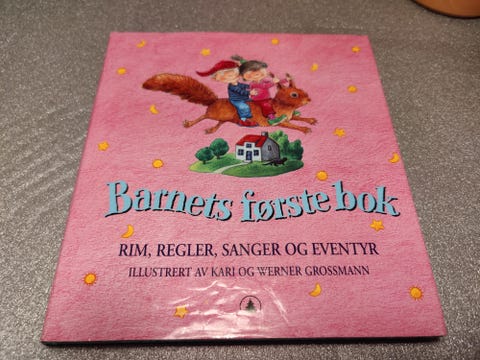 Barnets første bok
RIM, REGLER, SANGER OG EVENTYR
ILLUSTRERT AV KARI OG WERNER GROSSMANN